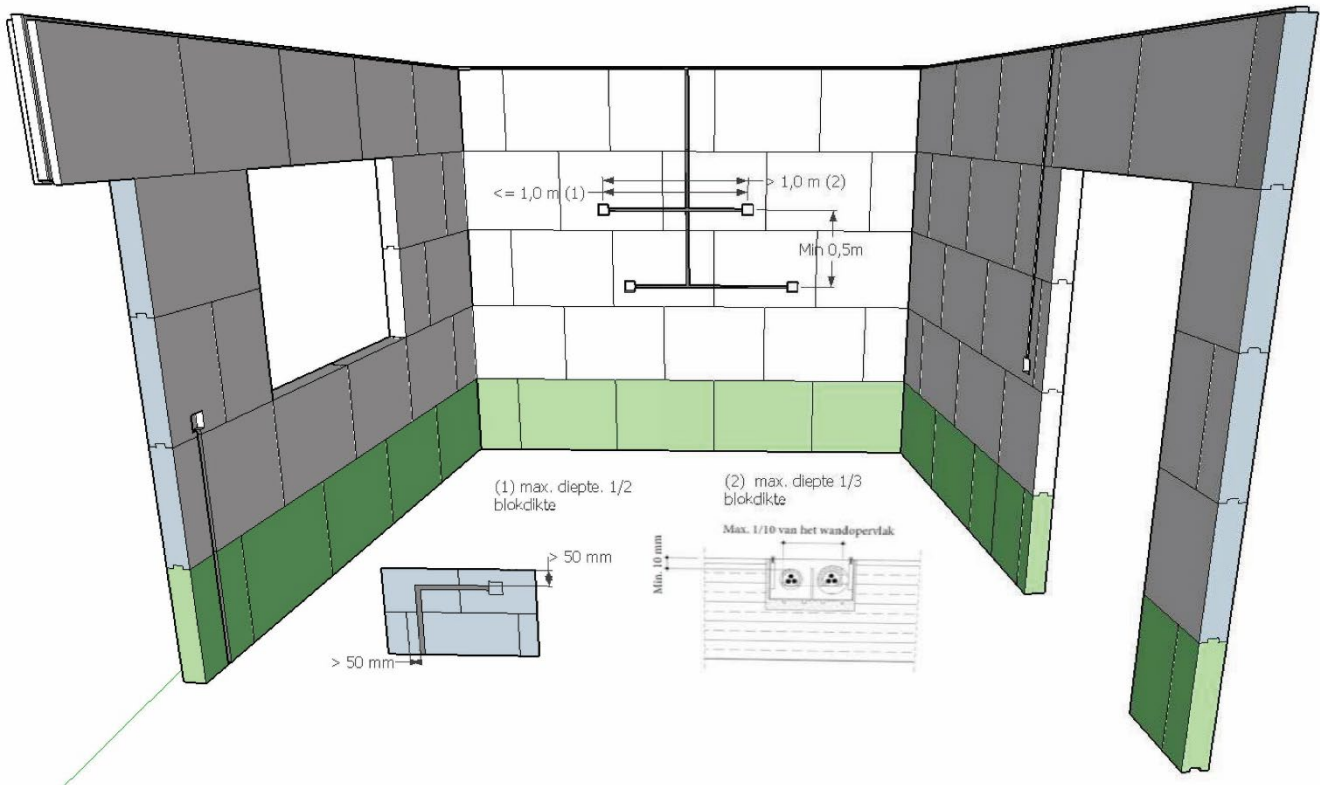 <= 1,0 m (1)
> 1,0 m (2)
Min 0,5m
(1) max. diepte. 1/2
blokdikte
(2) max. diepte 1/3
blokdikte
Max. 1/10 van het wandopervlak
Min. 10 mm
> 50 mm
> 50 mm